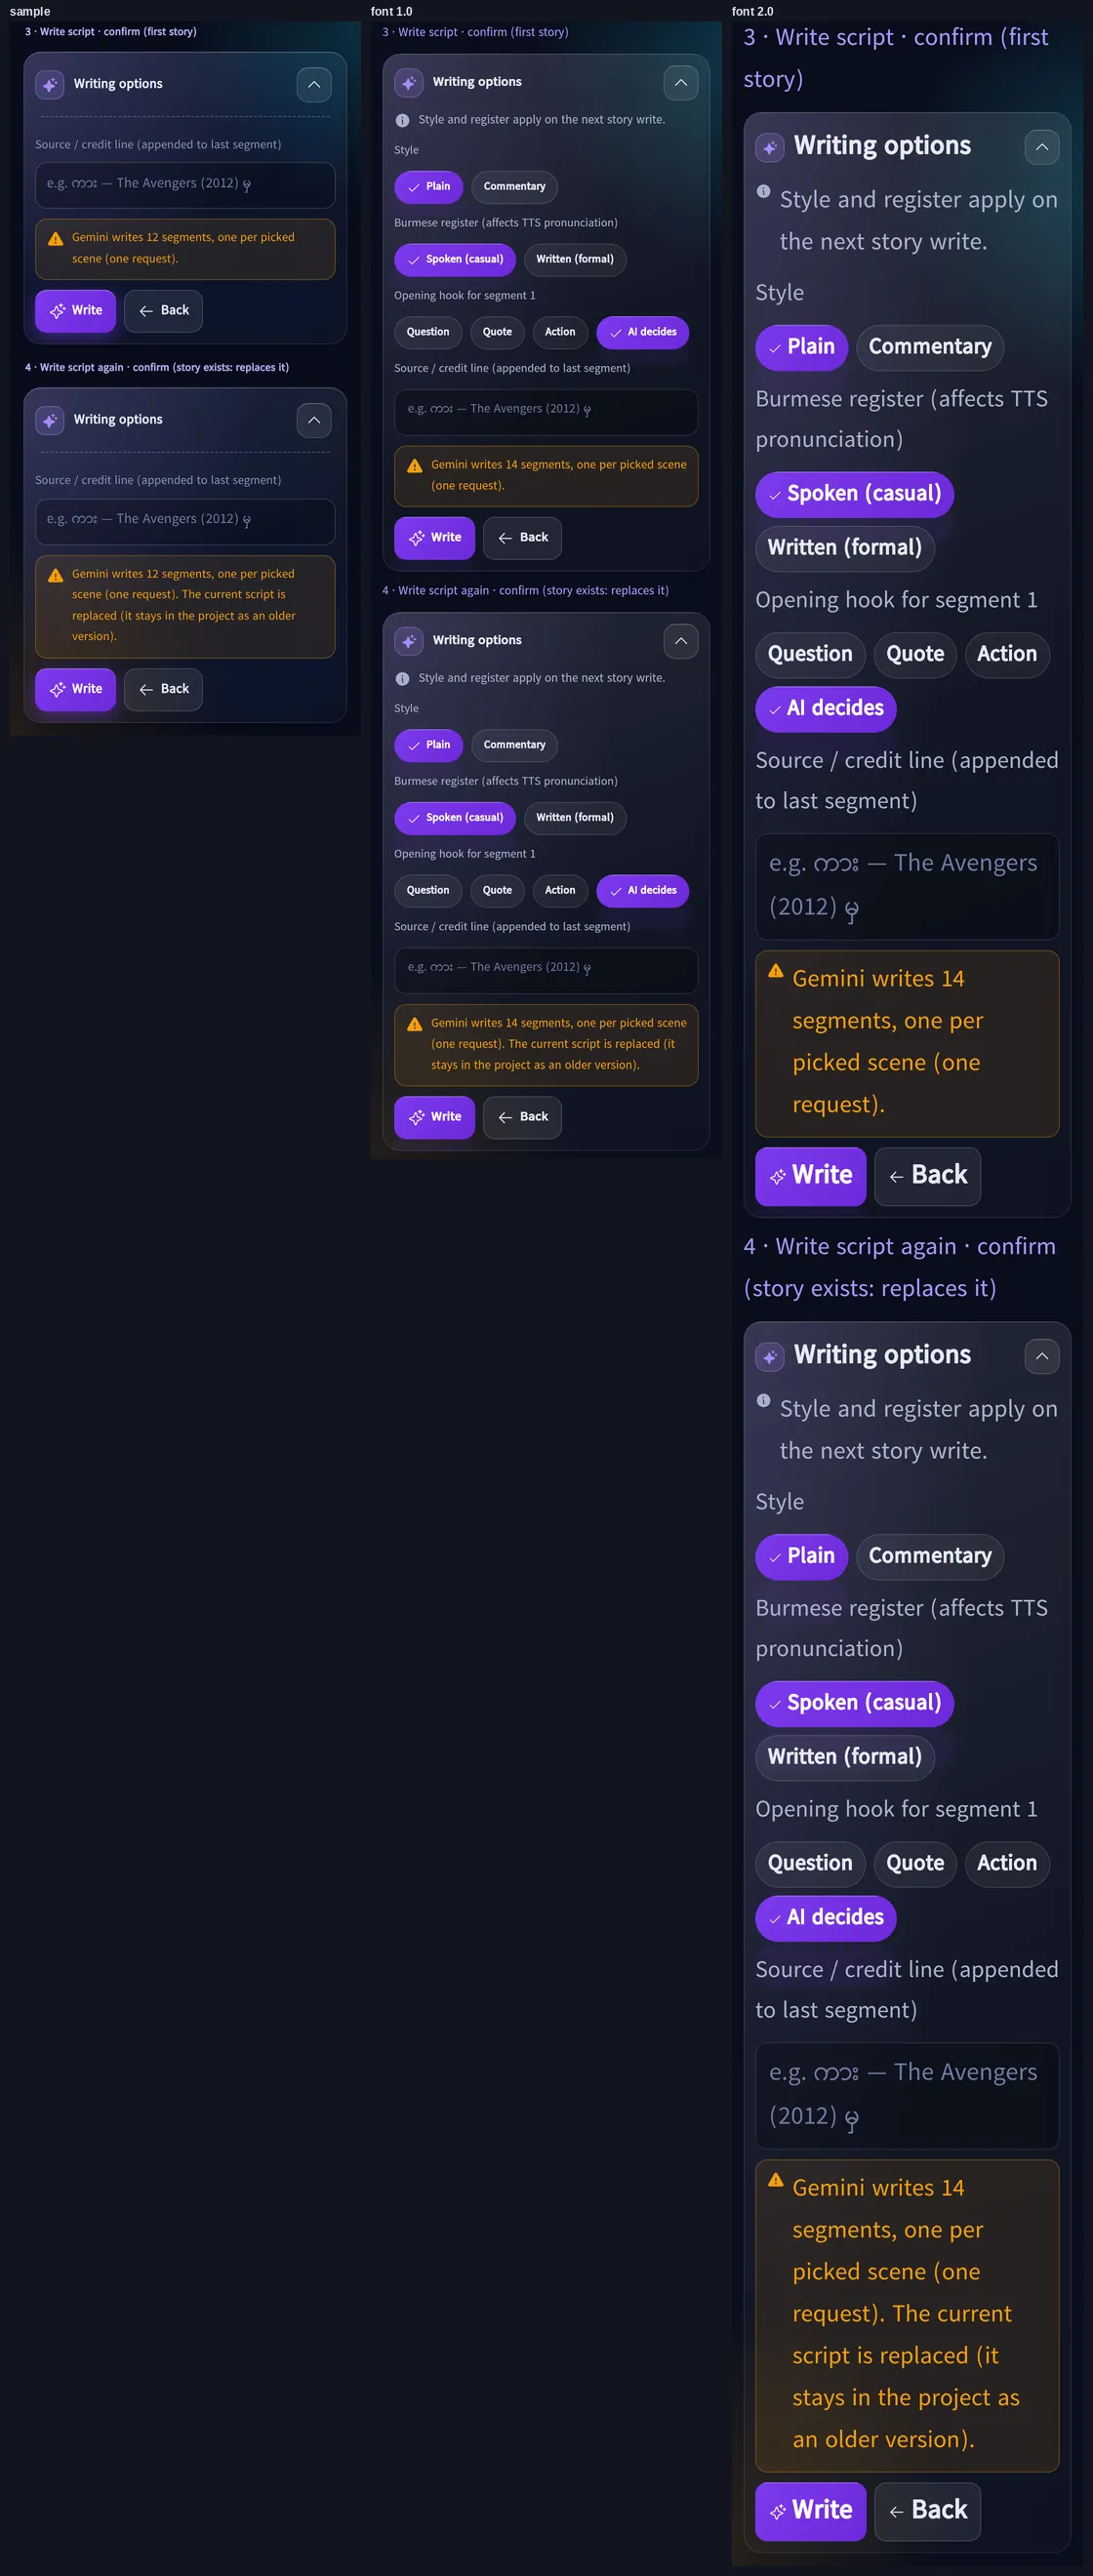 sample
3 · Write script · confirm (first story)
Writing options
Source / credit line (appended to last segment)
e.g. ကား — The Avengers (2012) မှ
Gemini writes 12 segments, one per picked
scene (one request).
Write
Back
4 · Write script again · confirm (story exists: replaces it)
Writing options
Source / credit line (appended to last segment)
e.g. ကား — The Avengers (2012) မှ
Gemini writes 12 segments, one per picked
scene (one request). The current script is
replaced (it stays in the project as an older
version).
Write
Back
font 1.0
3 · Write script · confirm (first story)
Writing options
Style and register apply on the next story write.
Style
Plain
Commentary
Burmese register (affects TTS pronunciation)
Spoken (casual)
Written (formal)
Opening hook for segment 1
Question
Quote
Action
AI decides
Source / credit line (appended to last segment)
e.g. ကား — The Avengers (2012) မှ
Gemini writes 14 segments, one per picked scene
(one request).
Write
Back
4 · Write script again · confirm (story exists: replaces it)
Writing options
Style and register apply on the next story write.
Style
Plain
Commentary
Burmese register (affects TTS pronunciation)
Spoken (casual)
Written (formal)
Opening hook for segment 1
Question
Quote
Action
AI decides
Source / credit line (appended to last segment)
e.g. ကား — The Avengers (2012) မှ
Gemini writes 14 segments, one per picked scene
(one request). The current script is replaced (it
stays in the project as an older version).
Write
Back
font 2.0
3 · Write script · confirm (first
story)
Writing options
Style and register apply on
the next story write.
Style
Plain
Commentary
Burmese register (affects TTS
pronunciation)
Spoken (casual)
Written (formal)
Opening hook for segment 1
Question
Quote
Action
AI decides
Source / credit line (appended
to last segment)
e.g. ကား — The Avengers
(2012) မှ
Gemini writes 14
segments, one per
picked scene (one
request).
Write
Back
4 · Write script again · confirm
(story exists: replaces it)
Writing options
Style and register apply on
the next story write.
Style
Plain
Commentary
Burmese register (affects TTS
pronunciation)
Spoken (casual)
Written (formal)
Opening hook for segment 1
Question
Quote
Action
AI decides
Source / credit line (appended
to last segment)
e.g. ကား — The Avengers
(2012) မှ
Gemini writes 14
segments, one per
picked scene (one
request). The current
script is replaced (it
stays in the project as
an older version).
Write
Back